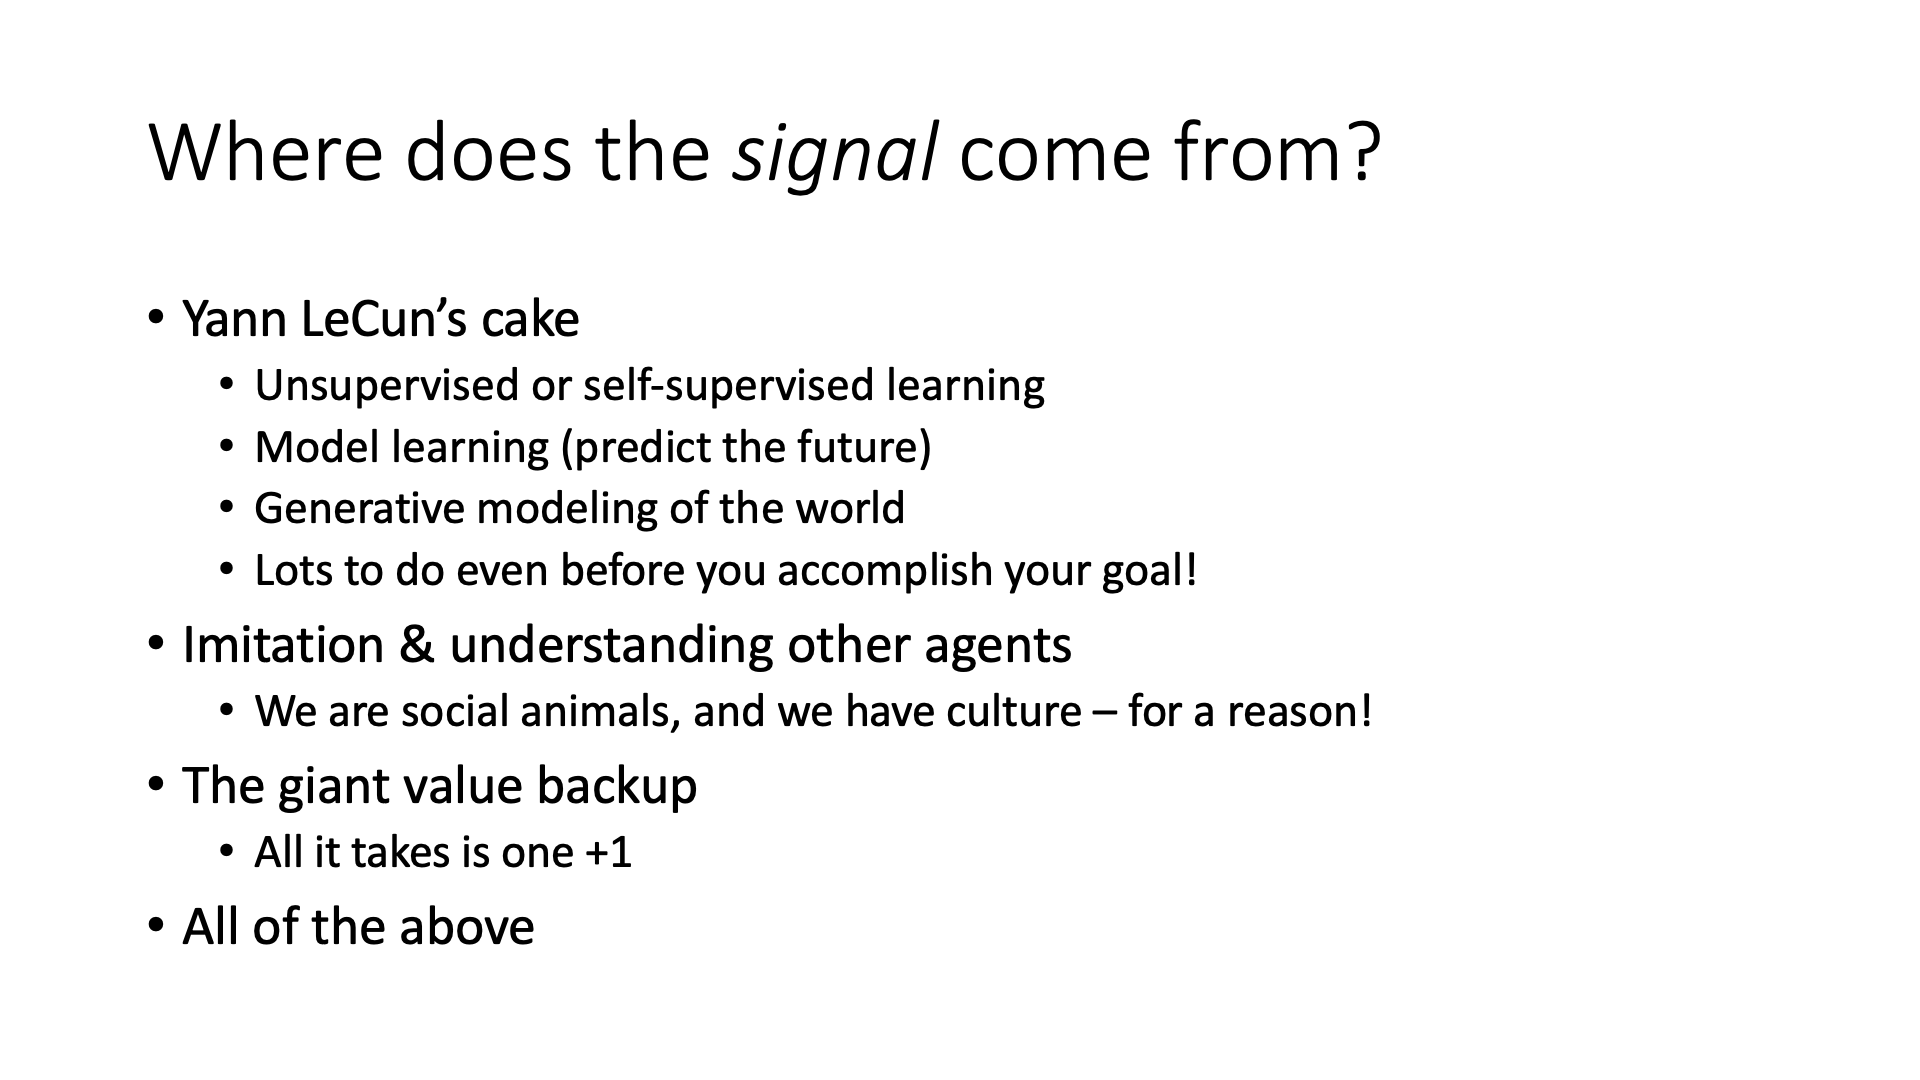 Where does the signal come from?
• Yann LeCun’s cake
• Unsupervised or self-supervised learning
• Model learning (predict the future)
• Generative modeling of the world
• Lots to do even before you accomplish your goal!
• Imitation & understanding other agents
• We are social animals, and we have culture – for a reason!
• The giant value backup
• All it takes is one +1
• All of the above